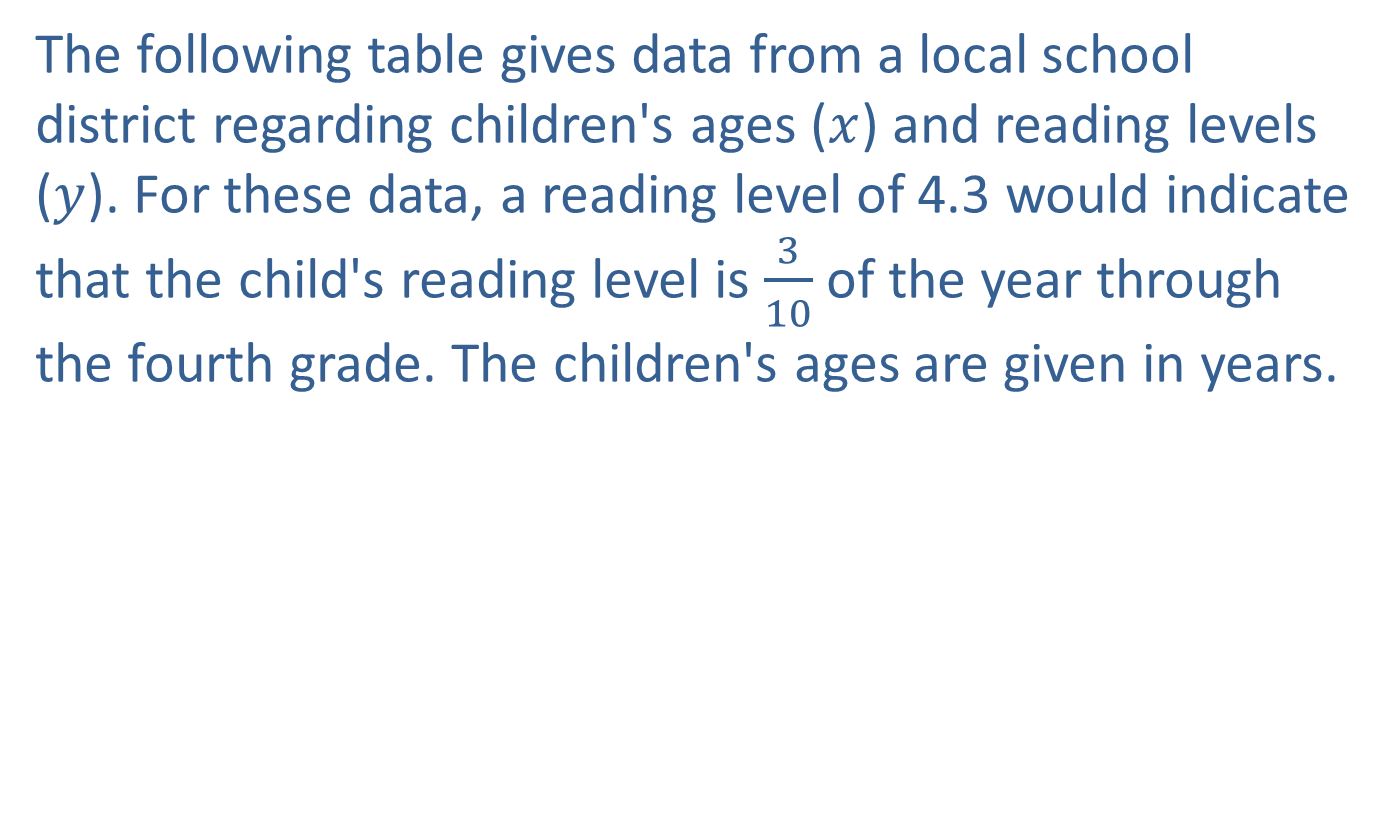 The following table gives data from a local school
district regarding children's ages (x) and reading levels
(y). For these data, a reading level of 4.3 would indicate
that the child's reading level is 3/10 of the year through
the fourth grade. The children's ages are given in years.